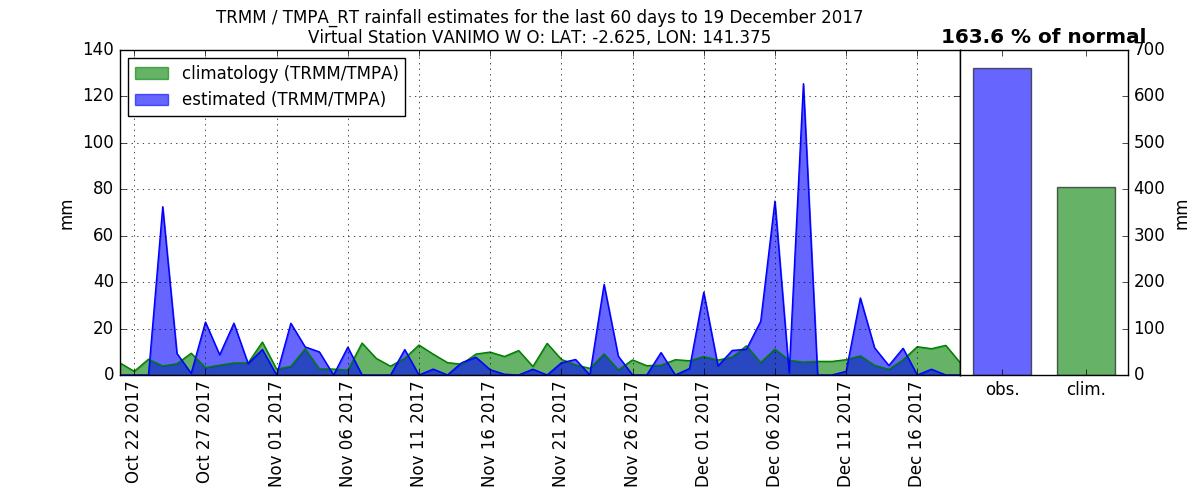 TRMM / TMPA_RT rainfall estimates for the last 60 days to 19 December 2017
Virtual Station VANIMO W O: LAT: -2.625, LON: 141.375
163.6 % of normal
climatology (TRMM/TMPA)
estimated (TRMM/TMPA)
140
120
100
80
60
40
20
0
mm
Oct 22 2017
Oct 27 2017
Nov 01 2017
Nov 06 2017
Nov 11 2017
Nov 16 2017
Nov 21 2017
Nov 26 2017
Dec 01 2017
Dec 06 2017
Dec 11 2017
Dec 16 2017
700
600
500
400
300
200
100
0
mm
obs.
clim.